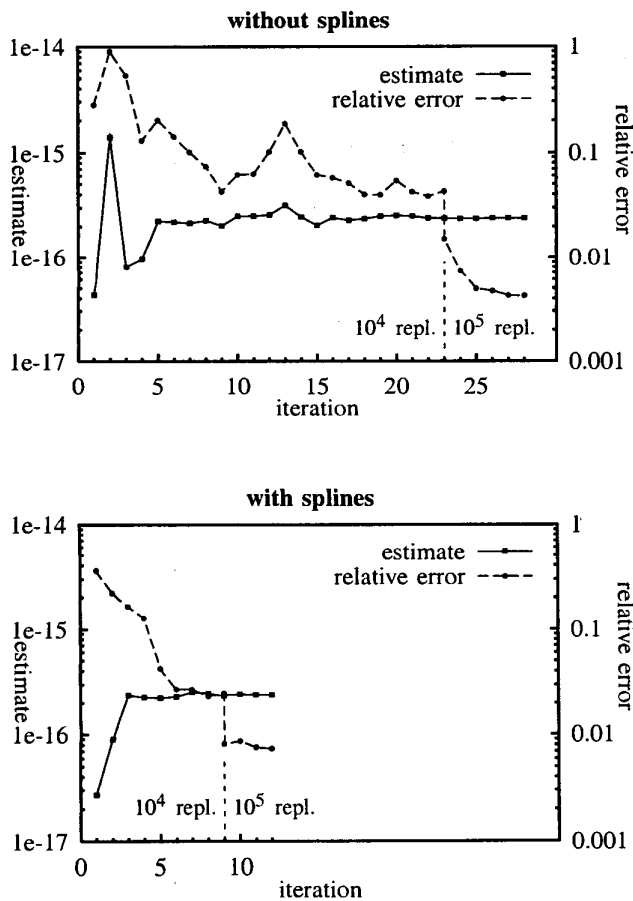 without splines
1e-14
1e-15
1e-16
1e-17
estimate
1
0.1
0.01
0.001
relative error
estimate
relative error
10^4 repl.
10^5 repl.
0
5
10
15
20
25
iteration
with splines
1e-14
1e-15
1e-16
1e-17
estimate
1
0.1
0.01
0.001
relative error
estimate
relative error
10^4 repl.
10^5 repl.
0
5
10
iteration